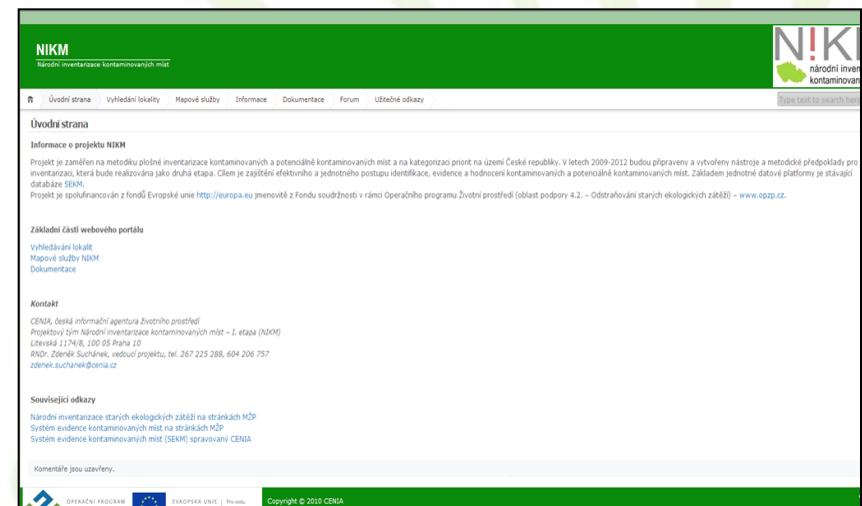 NIKM
Národní inventarizace kontaminovaných míst
národní
kontaminovan
Úvodní strana Vyhledání lokality Mapové služby Informace Dokumentace Forum Užitečné odkazy
Type text to search here
Úvodní strana
Informace o projektu NIKM
Projekt je zaměřen na metodiku plošné inventarizace kontaminovaných a potenciálně kontaminovaných míst a na kategorizaci priorit na území České republiky. V letech 2009-2012 budou připraveny a vytvořeny nástroje a metodické předpoklady pro
inventarizaci, která bude realizována jako druhá etapa. Cílem je zajištění efektivního a jednotného postupu identifikace, evidence a hodnocení kontaminovaných a potenciálně kontaminovaných míst. Základem jednotné datové platformy je stávající
databáze SEKM.
Projekt je spolufinancován z fondů Evropské unie http://europa.eu jmenovitě z Fondu soudržnosti v rámci Operačního programu Životní prostředí (oblast podpory 4.2. – Odstraňování starých ekologických zátěží) – www.opzp.cz.
Základní části webového portálu
Vyhledávání lokalit
Mapové služby NIKM
Dokumentace
Kontakt
CENIA, česká informační agentura životního prostředí
Projektový tým Národní inventarizace kontaminovaných míst – I. etapa (NIKM)
Litevská 1174/8, 100 05 Praha 10
RNDr. Zdeněk Suchánek, vedoucí projektu, tel. 267 225 288, 604 206 757
zdenek.suchanek@cenia.cz
Související odkazy
Národní inventarizace starých ekologických zátěží na stránkách MŽP
Systém evidence kontaminovaných míst na stránkách MŽP
Systém evidence kontaminovaných míst (SEKM) spravovaný CENIA
Komentáře jsou uzavřeny.
OPERAČNÍ PROGRAM EVROPSKÁ UNIE Pro vodu, Copyright © 2010 CENIA